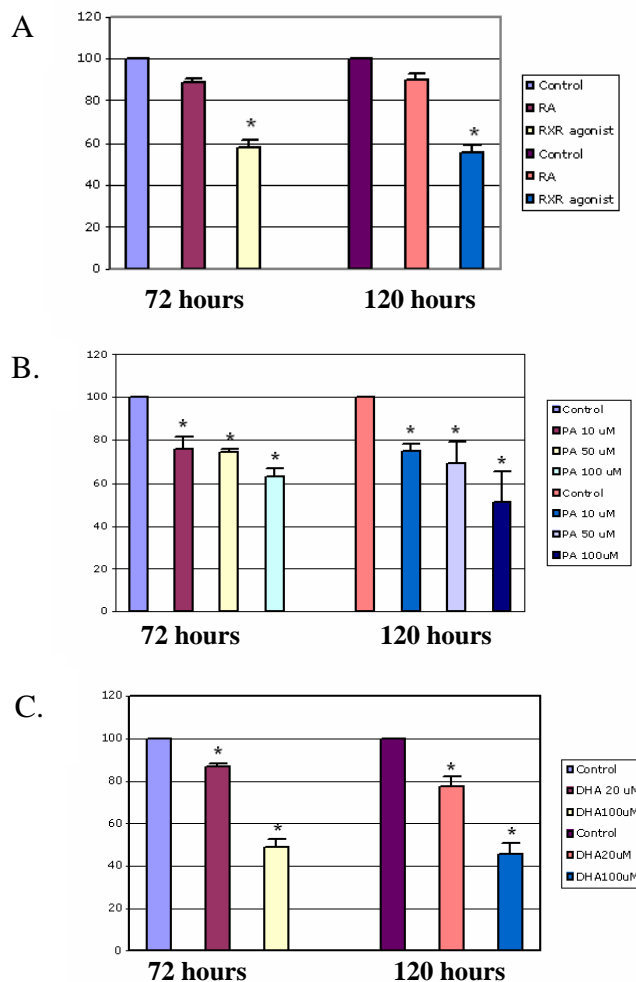 A
120
100
80
60
40
20
0
*
*
Control
RA
RXR agonist
Control
RA
RXR agonist
72 hours
120 hours
B.
120
100
80
60
40
20
0
*
*
*
*
*
*
Control
PA 10 uM
PA 50 uM
PA 100 uM
Control
PA 10 uM
PA 50 uM
PA 100uM
72 hours
120 hours
C.
120
100
80
60
40
20
0
*
*
*
*
Control
DHA 20 uM
DHA100uM
Control
DHA20uM
DHA100uM
72 hours
120 hours